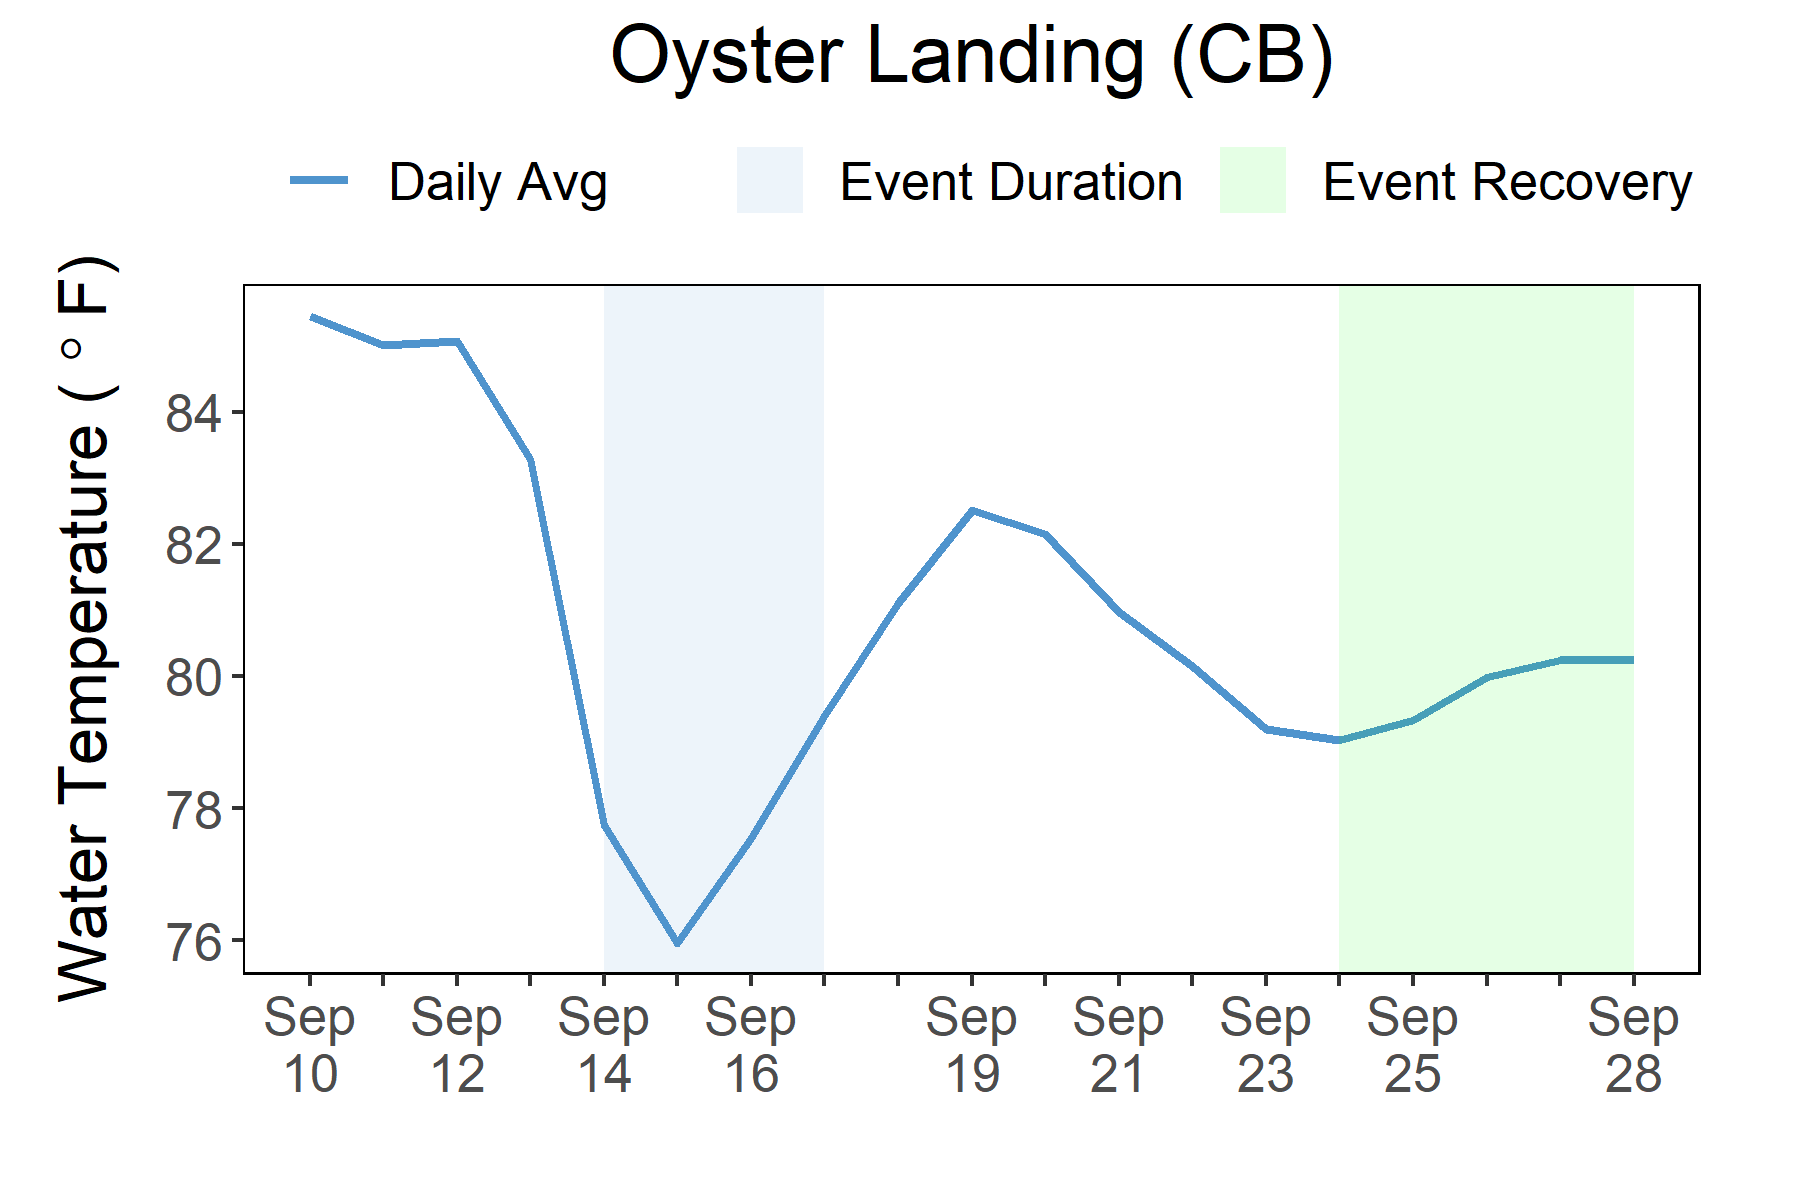 Oyster Landing (CB)
Daily Avg
Event Duration
Event Recovery
Water Temperature ( ° F)
84
82
80
78
76
Sep
10
Sep
12
Sep
14
Sep
16
Sep
19
Sep
21
Sep
23
Sep
25
Sep
28